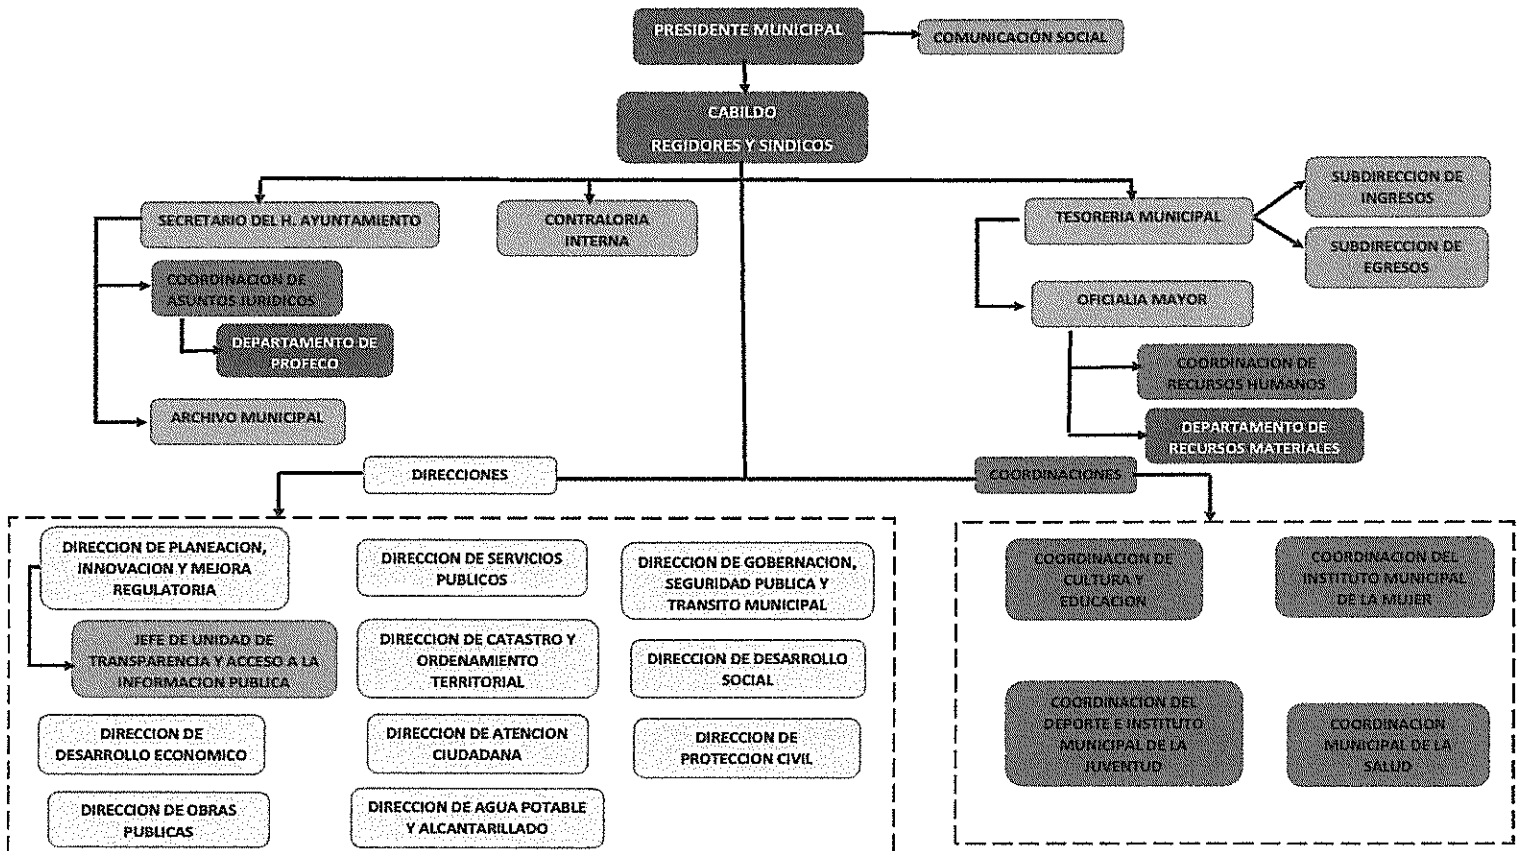 PRESIDENTE MUNICIPAL
COMUNICACION SOCIAL
CABILDO
REGIDORES Y SINDICOS
SECRETARIO DEL H. AYUNTAMIENTO
CONTRALORIA
INTERNA
TESORERIA MUNICIPAL
SUBDIRECCION DE
INGRESOS
SUBDIRECCION DE
EGRESOS
COORDINACION DE
ASUNTOS JURIDICOS
DEPARTAMENTO DE
PROFECO
ARCHIVO MUNICIPAL
OFICIALIA MAYOR
COORDINACION DE
RECURSOS HUMANOS
DEPARTAMENTO DE
RECURSOS MATERIALES
DIRECCIONES
COORDINACIONES
DIRECCION DE PLANEACION,
INNOVACION Y MEJORA
REGULATORIA
JEFE DE UNIDAD DE
TRANSPARENCIA Y ACCESO A LA
INFORMACION PUBLICA
DIRECCION DE
DESARROLLO ECONOMICO
DIRECCION DE OBRAS
PUBLICAS
DIRECCION DE SERVICIOS
PUBLICOS
DIRECCION DE CATASTRO Y
ORDENAMIENTO
TERRITORIAL
DIRECCION DE ATENCION
CIUDADANA
DIRECCION DE AGUA POTABLE
Y ALCANTARILLADO
DIRECCION DE GOBERNACION,
SEGURIDAD PUBLICA Y
TRANSITO MUNICIPAL
DIRECCION DE DESARROLLO
SOCIAL
DIRECCION DE
PROTECCION CIVIL
COORDINACION DE
CULTURA Y
EDUCACION
COORDINACION DEL
INSTITUTO MUNICIPAL
DE LA MUJER
COORDINACION DEL
DEPORTE E INSTITUTO
MUNICIPAL DE LA
JUVENTUD
COORDINACION
MUNICIPAL DE LA
SALUD